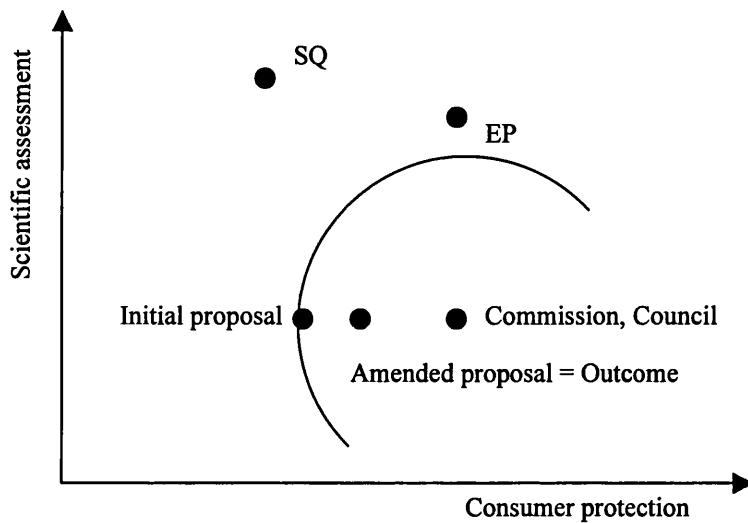 Scientific assessment
SQ
EP
Initial proposal
Commission, Council
Amended proposal = Outcome
Consumer protection